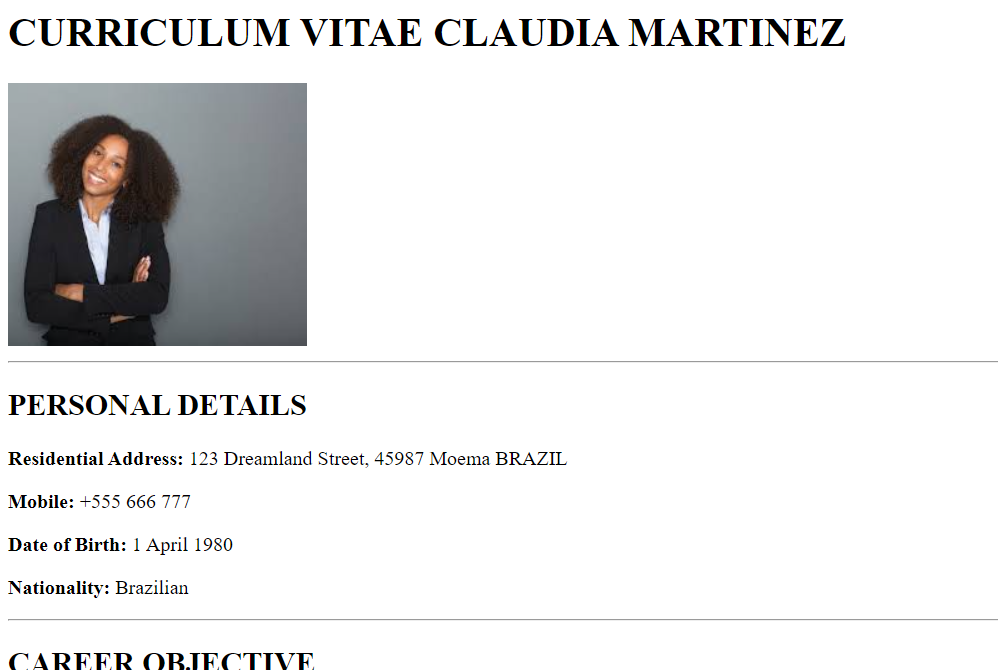 CURRICULUM VITAE CLAUDIA MARTINEZ
PERSONAL DETAILS
Residential Address: 123 Dreamland Street, 45987 Moema BRAZIL
Mobile: +555 666 777
Date of Birth: 1 April 1980
Nationality: Brazilian
CAREER OBJECTIVE